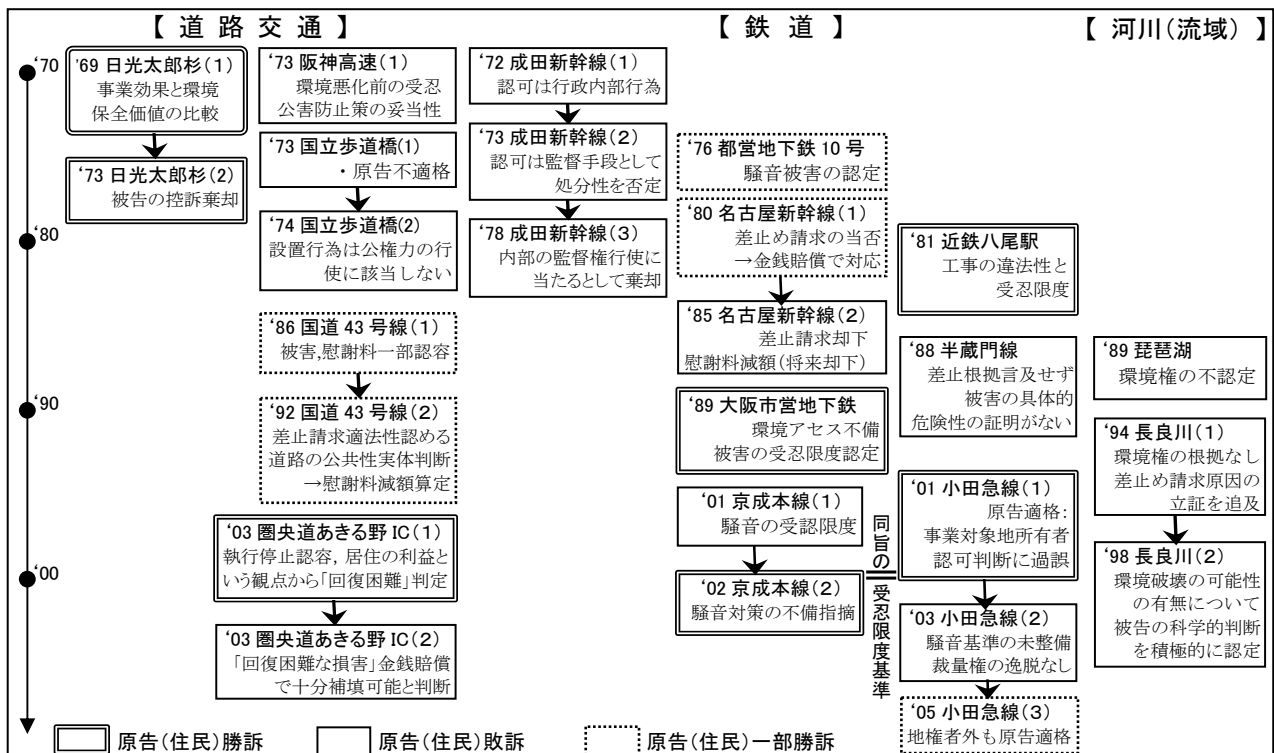 【 道 路 交 通 】
【 鉄 道 】
【 河川(流域) 】
‘70
‘80
‘90
‘00
‘69 日光太郎杉(1)
事業効果と環境
保全価値の比較
‘73 日光太郎杉(2)
被告の控訴棄却
‘73 阪神高速(1)
環境悪化前の受忍
公害防止策の妥当性
‘73 国立歩道橋(1)
・原告不適格
‘74 国立歩道橋(2)
設置行為は公権力の行
使に該当しない
‘86 国道 43 号線(1)
被害,慰謝料一部認容
‘92 国道 43 号線(2)
差止請求適法性認める
道路の公共性実体判断
→慰謝料減額算定
‘03 圏央道あきる野 IC(1)
執行停止認容, 居住の利益と
いう観点から「回復困難」判定
‘03 圏央道あきる野 IC(2)
「回復困難な損害」金銭賠償
で十分補填可能と判断
‘72 成田新幹線(1)
認可は行政内部行為
‘73 成田新幹線(2)
認可は監督手段として
処分性を否定
‘78 成田新幹線(3)
内部の監督権行使に
当たるとして棄却
‘76 都営地下鉄 10 号
騒音被害の認定
‘80 名古屋新幹線(1)
差止め請求の当否
→金銭賠償で対応
‘85 名古屋新幹線(2)
差止請求却下
慰謝料減額(将来却下)
‘89 大阪市営地下鉄
環境アセス不備
被害の受忍限度認定
‘01 京成本線(1)
騒音の受認限度
‘02 京成本線(2)
騒音対策の不備指摘
同旨の
受忍限度基準
‘81 近鉄八尾駅
工事の違法性と
受忍限度
‘88 半蔵門線
差止根拠言及せず
被害の具体的
危険性の証明がない
‘01 小田急線(1)
原告適格:
事業対象地所有者
認可判断に過誤
‘03 小田急線(2)
騒音基準の未整備
裁量権の逸脱なし
‘05 小田急線(3)
地権者外も原告適格
‘89 琵琶湖
環境権の不認定
‘94 長良川(1)
環境権の根拠なし
差止め請求原因の
立証を追及
‘98 長良川(2)
環境破壊の可能性
の有無について
被告の科学的判断
を積極的に認定
原告(住民)勝訴
原告(住民)敗訴
原告(住民)一部勝訴